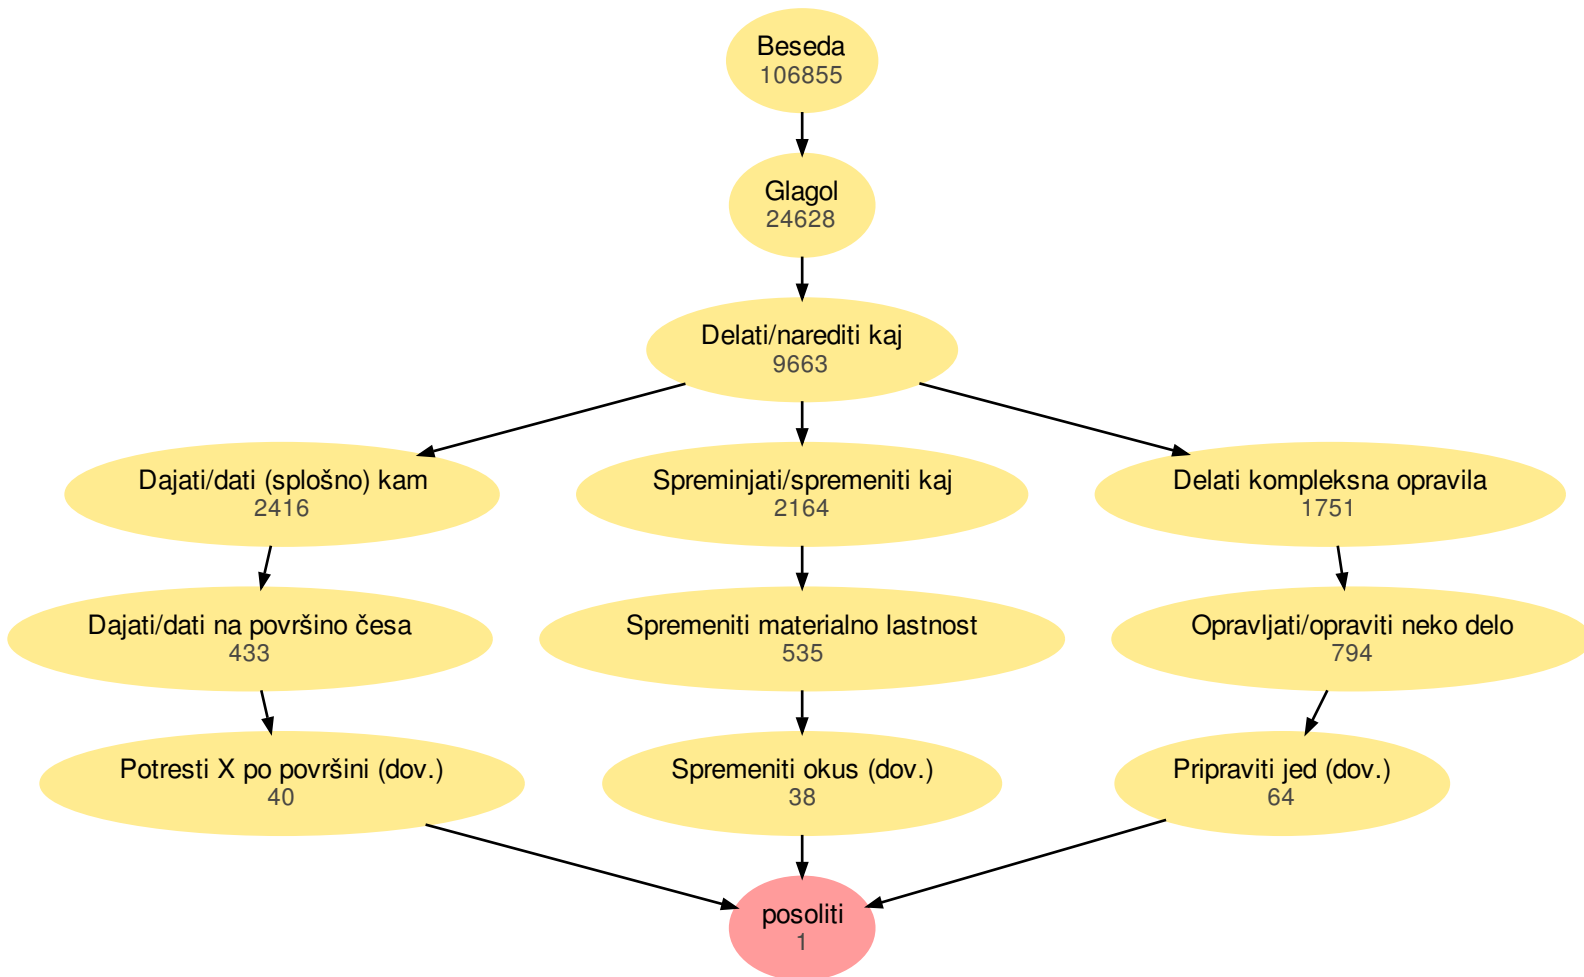 Beseda
106855
Glagol
24628
Delati/narediti kaj
9663
Dajati/dati (splošno) kam
2416
Spreminjati/spremeniti kaj
2164
Delati kompleksna opravila
1751
Dajati/dati na površino česa
433
Spremeniti materialno lastnost
535
Opravljati/opraviti neko delo
794
Potresti X po površini (dov.)
40
Spremeniti okus (dov.)
38
Pripraviti jed (dov.)
64
posoliti
1